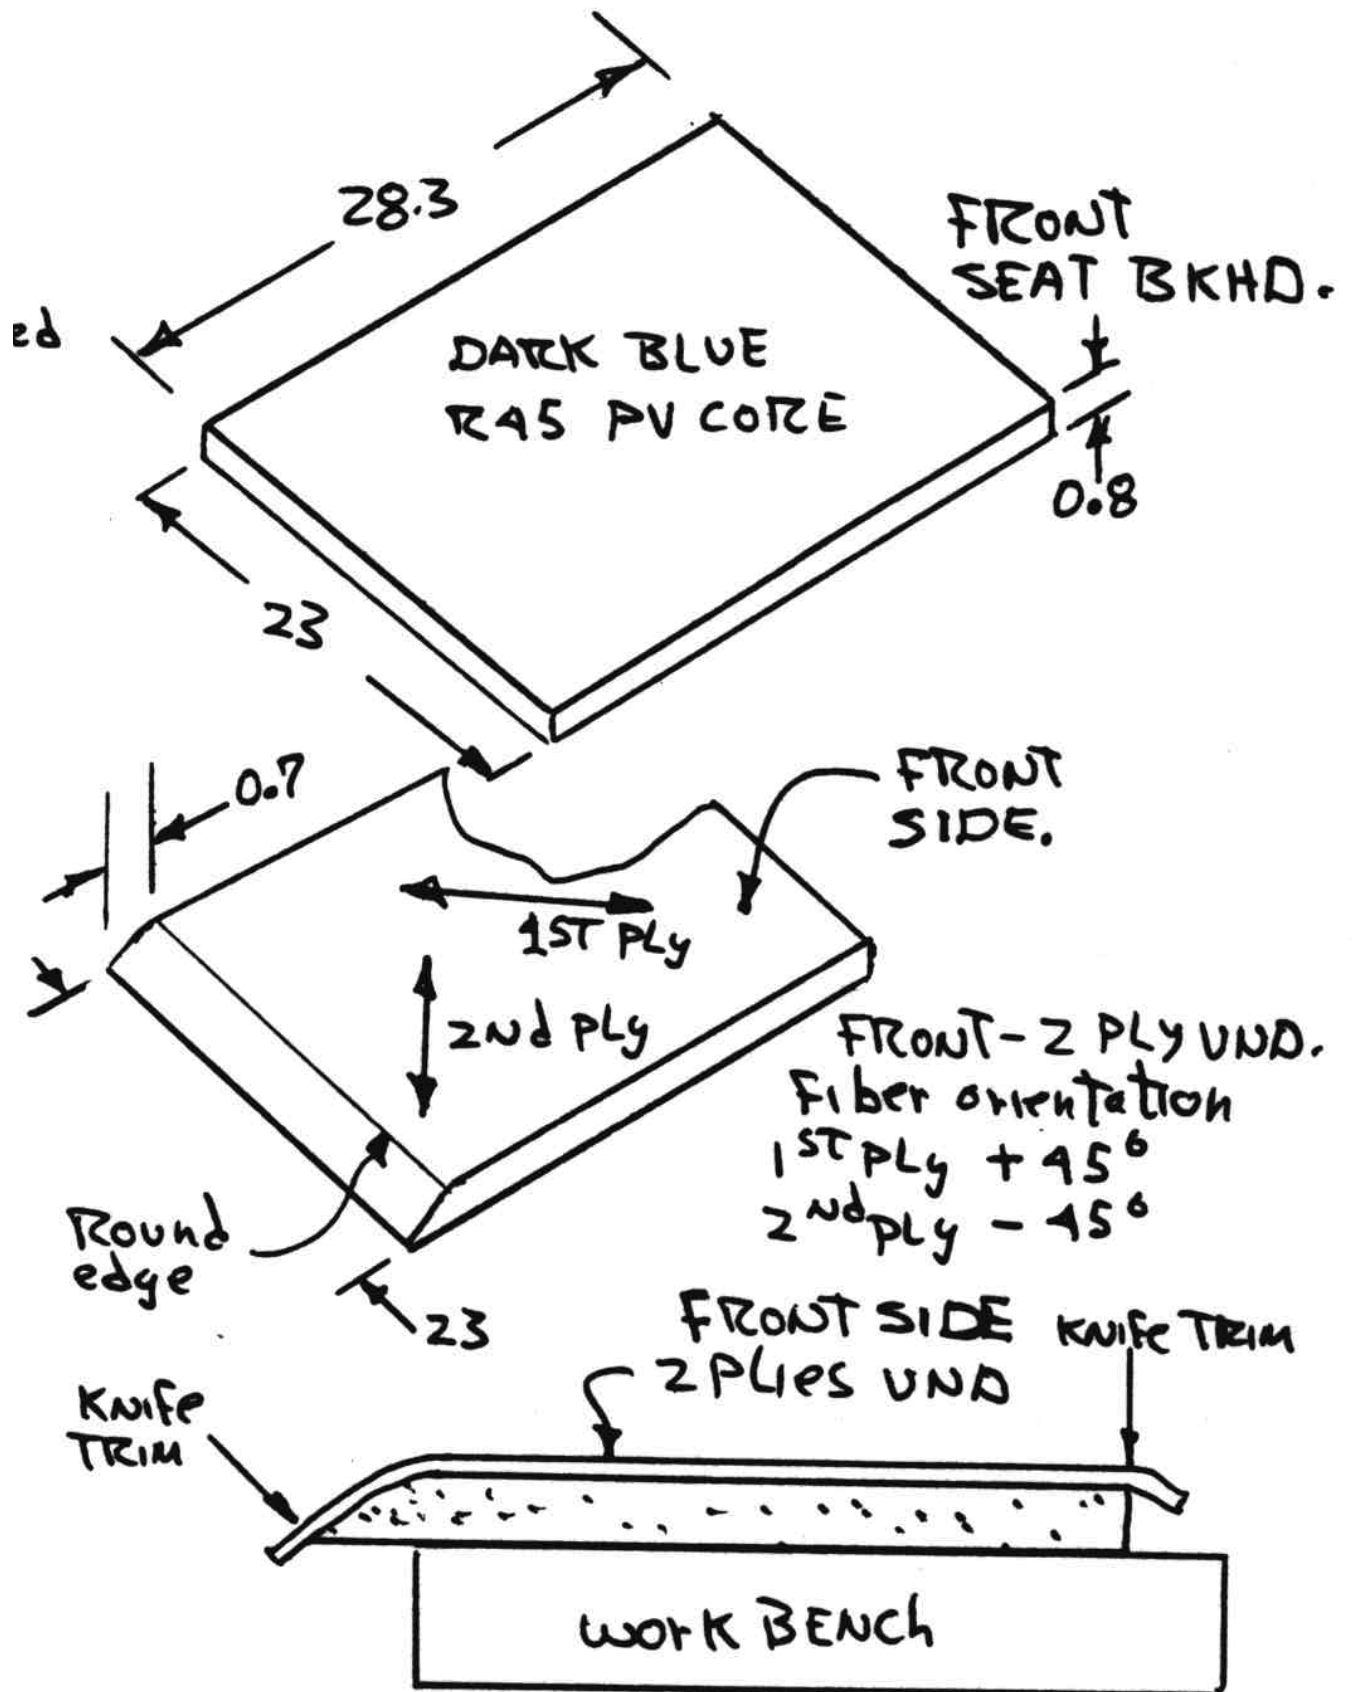 28.3
FRONT
SEAT BKHD.
ed
DARK BLUE
R45 PV CORE
0.8
23
0.7
FRONT
SIDE.
1ST PLy
2Nd PLy
FRONT - 2 PLY UND.
Fiber orientation
1ST PLy + 45°
2Nd PLy - 45°
Round
edge
23
FRONT SIDE
2 PLies UND
KNife TRIM
KNife
TRIM
WOrK BENCh